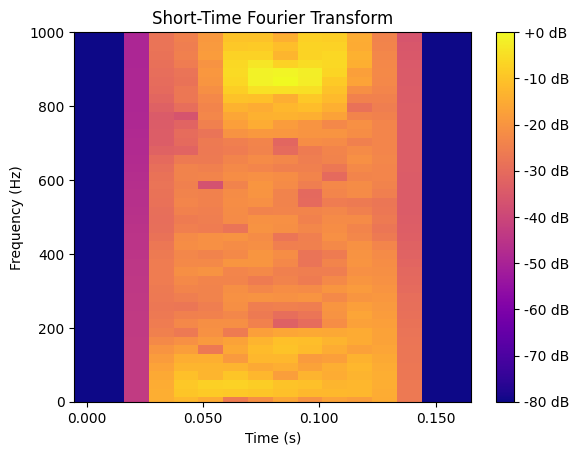 Short-Time Fourier Transform
Frequency (Hz)
1000
800
600
400
200
0
0.000
0.050
0.100
0.150
Time (s)
+0 dB
-10 dB
-20 dB
-30 dB
-40 dB
-50 dB
-60 dB
-70 dB
-80 dB